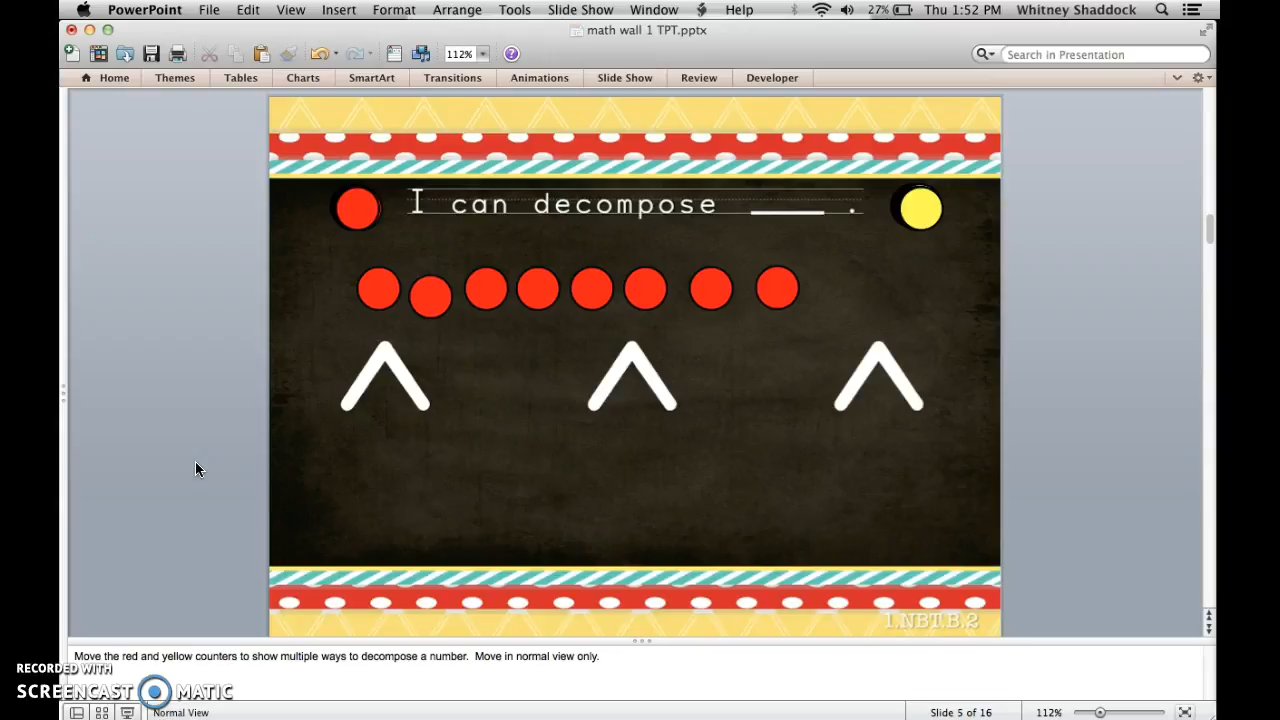 PowerPoint File Edit View Insert Format Arrange Tools Slide Show Window Help 27% Thu 1:52 PM Whitney Shaddock
math wall 1 TPT.pptx
112% Search in Presentation
Home Themes Tables Charts SmartArt Transitions Animations Slide Show Review Developer
I can decompose ____ .
1.NBT.B.2
Move the red and yellow counters to show multiple ways to decompose a number. Move in normal view only.
RECORDED WITH
SCREENCAST MATIC
Normal View Slide 5 of 16 112%